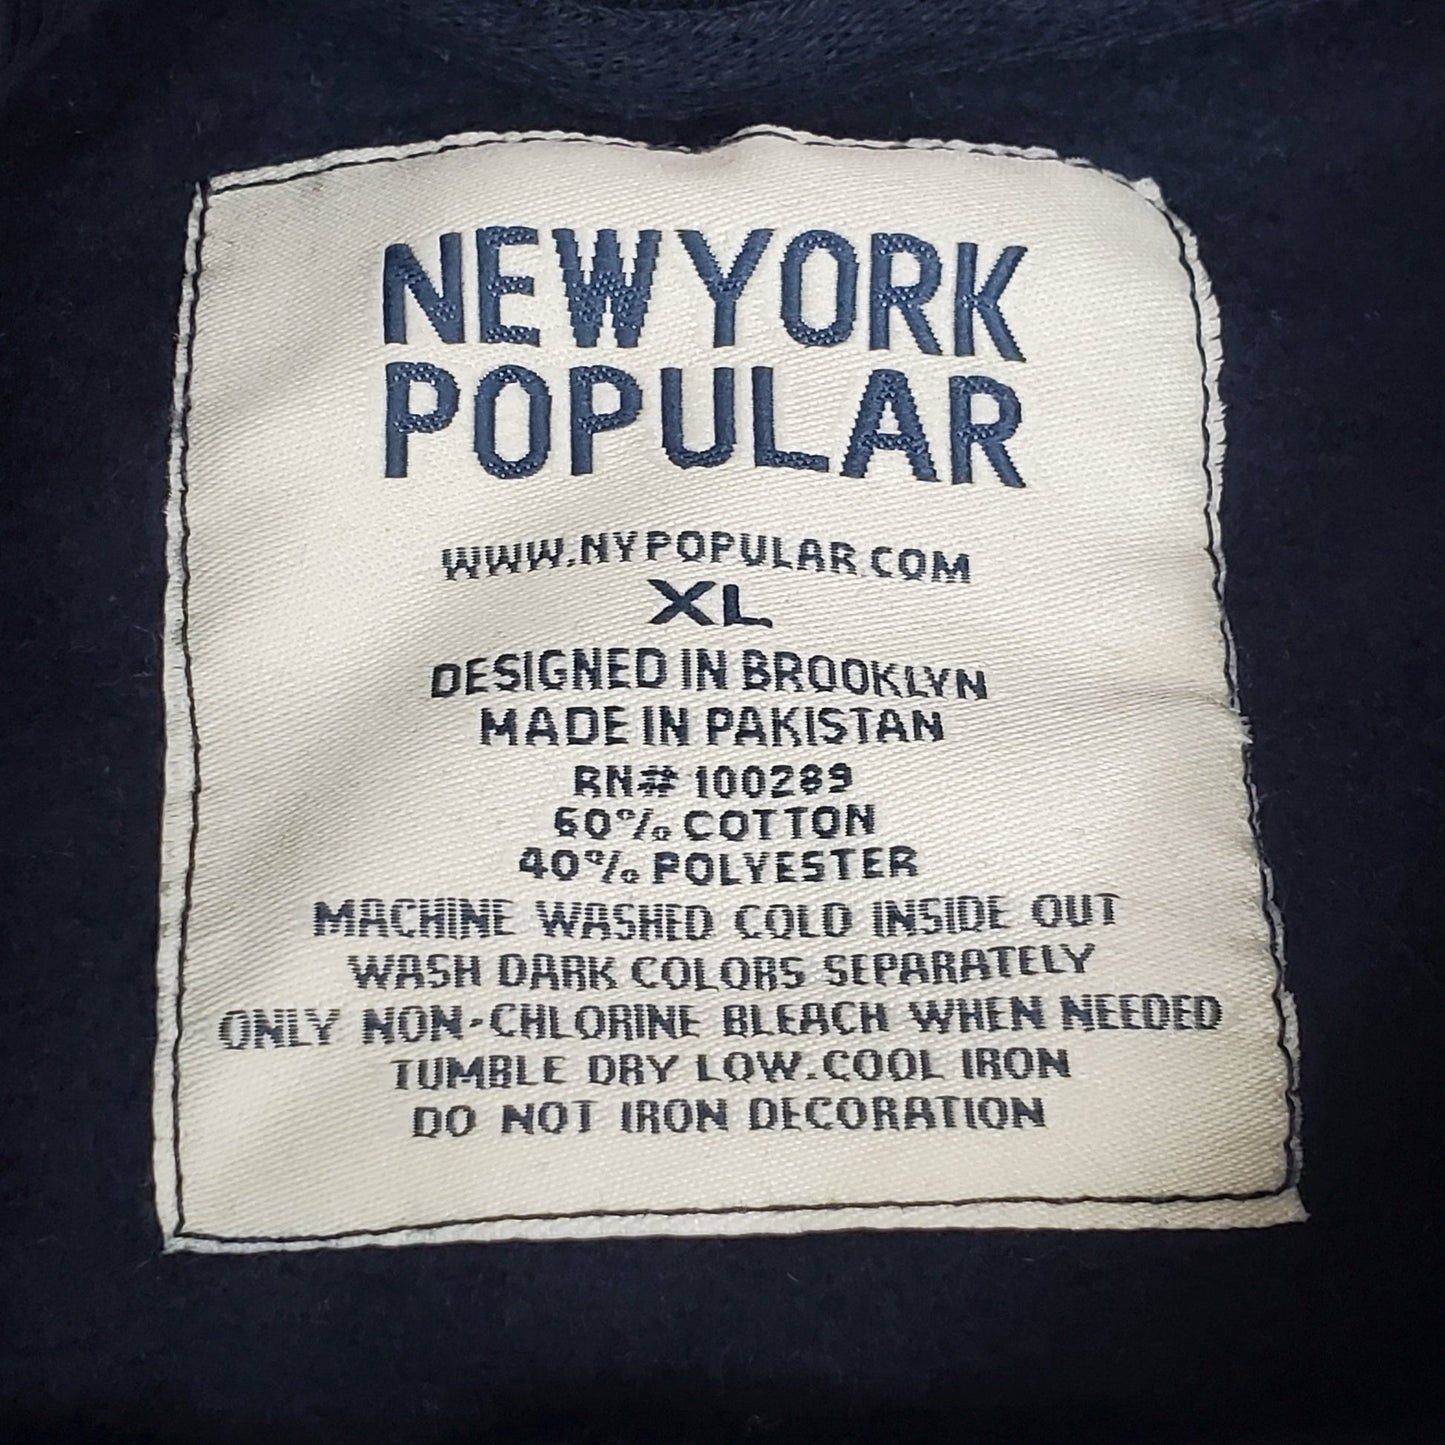 NEWYORK
POPULAR
WWW.NYPOPULAR.COM
XL
DESIGNED IN BROOKLYN
MADE IN PAKISTAN
RN# 100289
60% COTTON
40% POLYESTER
MACHINE WASHED COLD INSIDE OUT
WASH DARK COLORS SEPARATELY
ONLY NON-CHLORINE BLEACH WHEN NEEDED
TUMBLE DRY LOW.COOL IRON
DO NOT IRON DECORATION